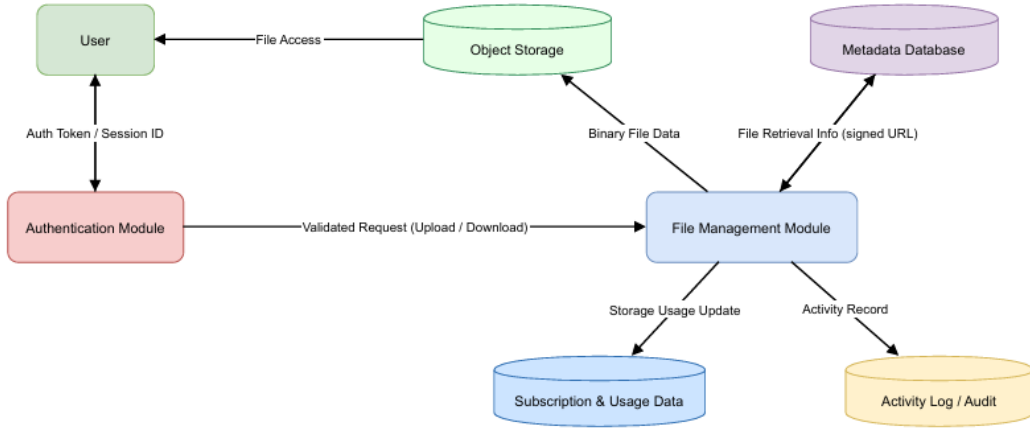 User
File Access
Object Storage
Metadata Database
Auth Token / Session ID
Binary File Data
File Retrieval Info (signed URL)
Authentication Module
Validated Request (Upload / Download)
File Management Module
Storage Usage Update
Activity Record
Subscription & Usage Data
Activity Log / Audit